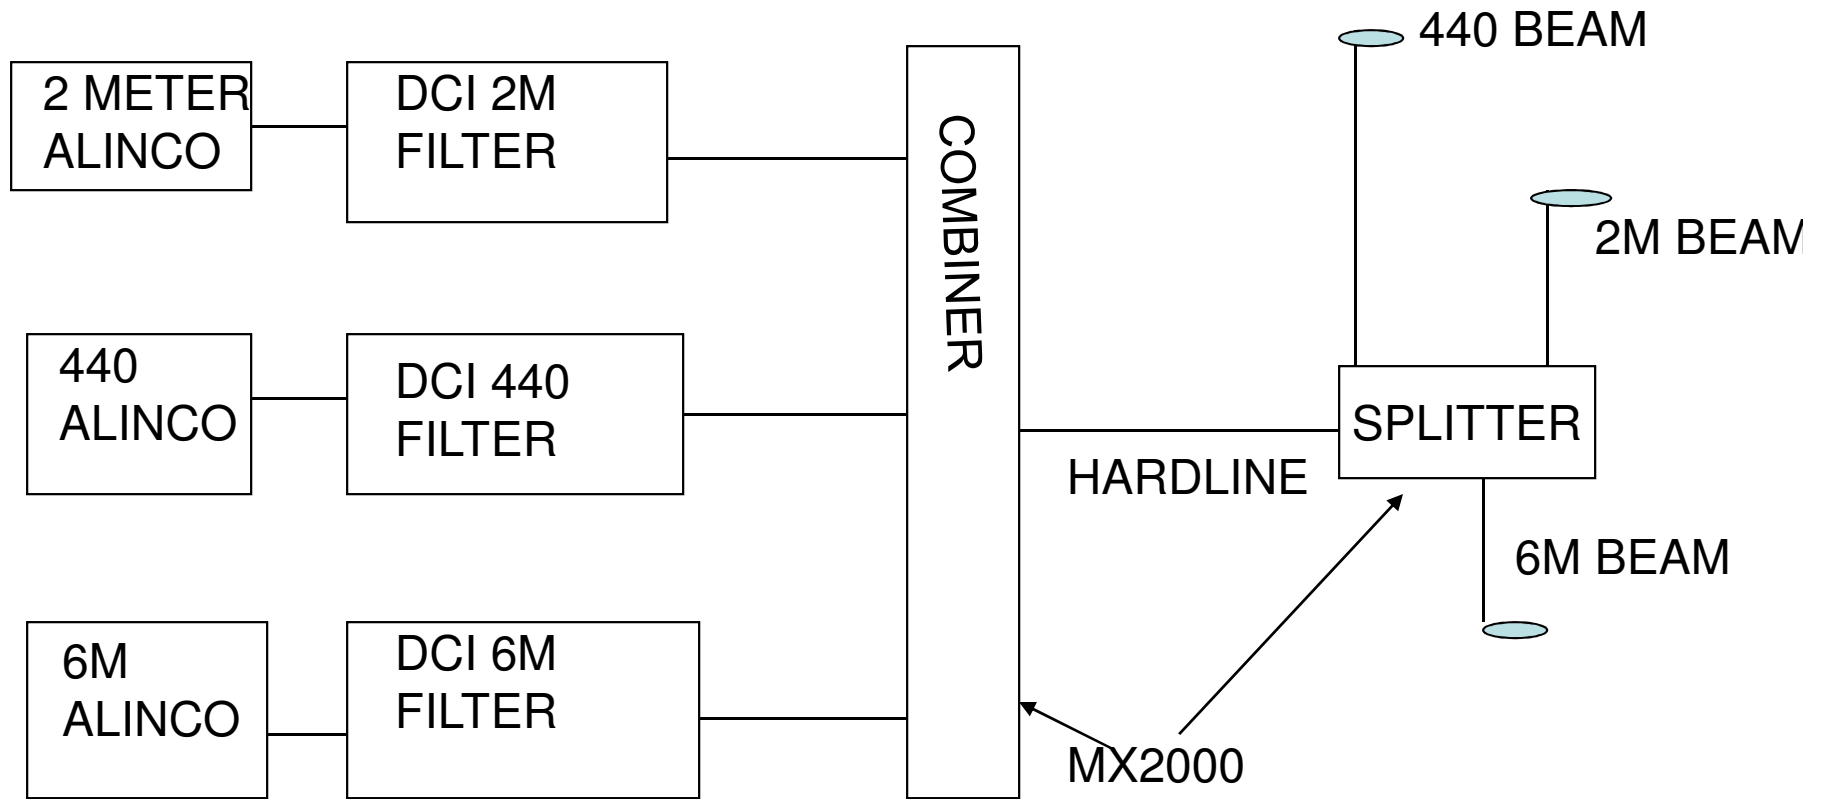 440 BEAM
2 METER
ALINCO
DCI 2M
FILTER
COMBINER
2M BEAM
440
ALINCO
DCI 440
FILTER
SPLITTER
HARDLINE
6M BEAM
6M
ALINCO
DCI 6M
FILTER
MX2000